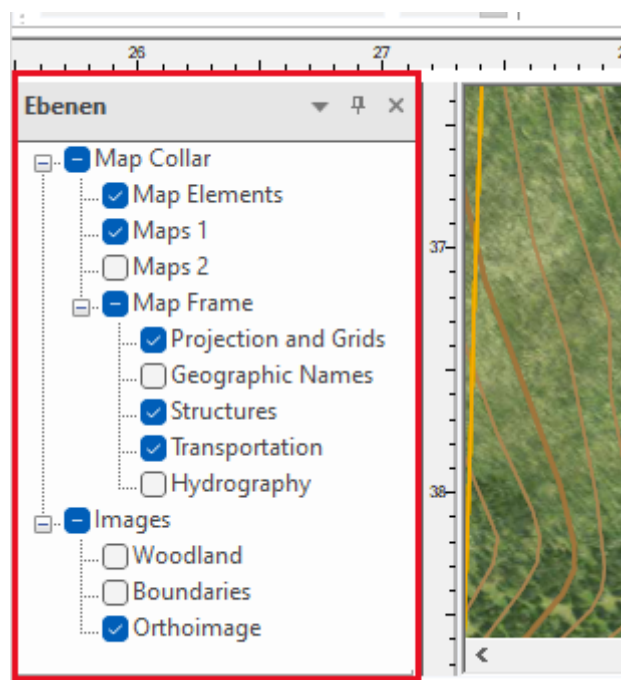 26
27
Ebenen
Map Collar
Map Elements
Maps 1
Maps 2
Map Frame
Projection and Grids
Geographic Names
Structures
Transportation
Hydrography
Images
Woodland
Boundaries
Orthoimage
37
38